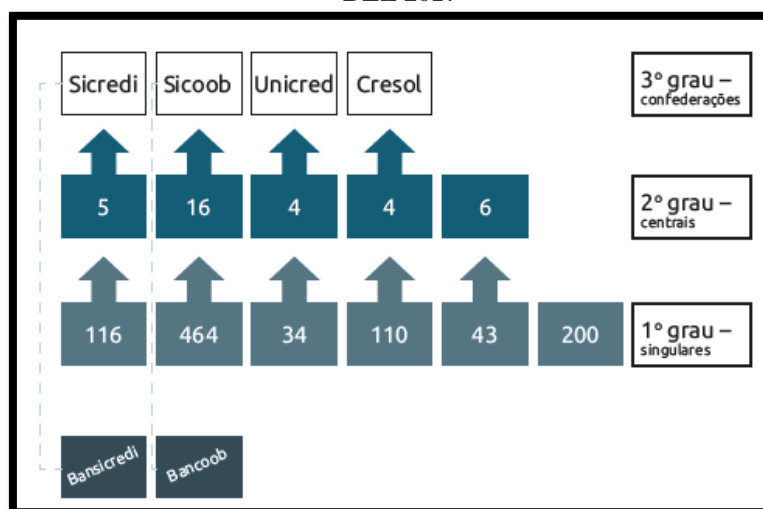 Sicredi Sicoob Unicred Cresol 3º grau –
confederações
5 16 4 4 6 2º grau –
centrais
116 464 34 110 43 200 1º grau –
singulares
Bansicredi Bancoob